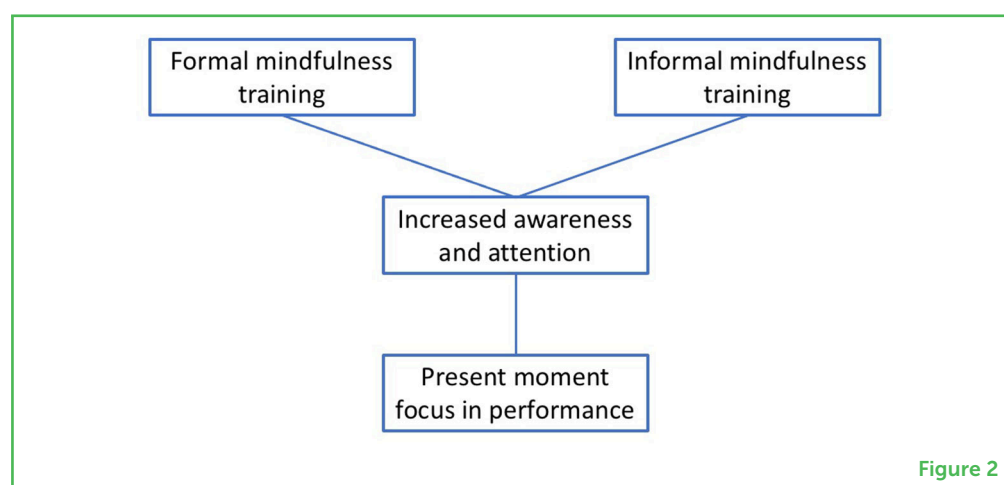 Formal mindfulness
training
Informal mindfulness
training
Increased awareness
and attention
Present moment
focus in performance
Figure 2